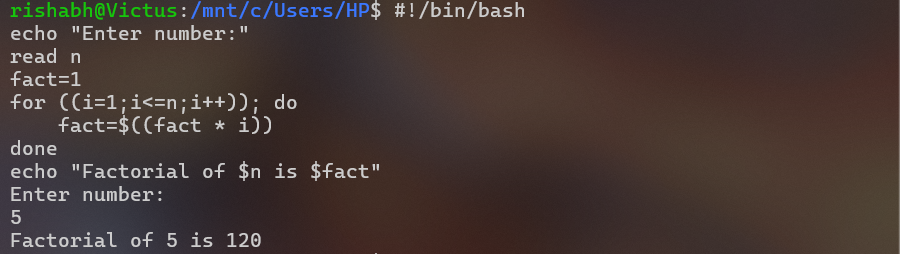 rishabh@Victus:/mnt/c/Users/HP$ #!/bin/bash
echo "Enter number:"
read n
fact=1
for ((i=1;i<=n;i++)); do
    fact=$((fact * i))
done
echo "Factorial of $n is $fact"
Enter number:
5
Factorial of 5 is 120